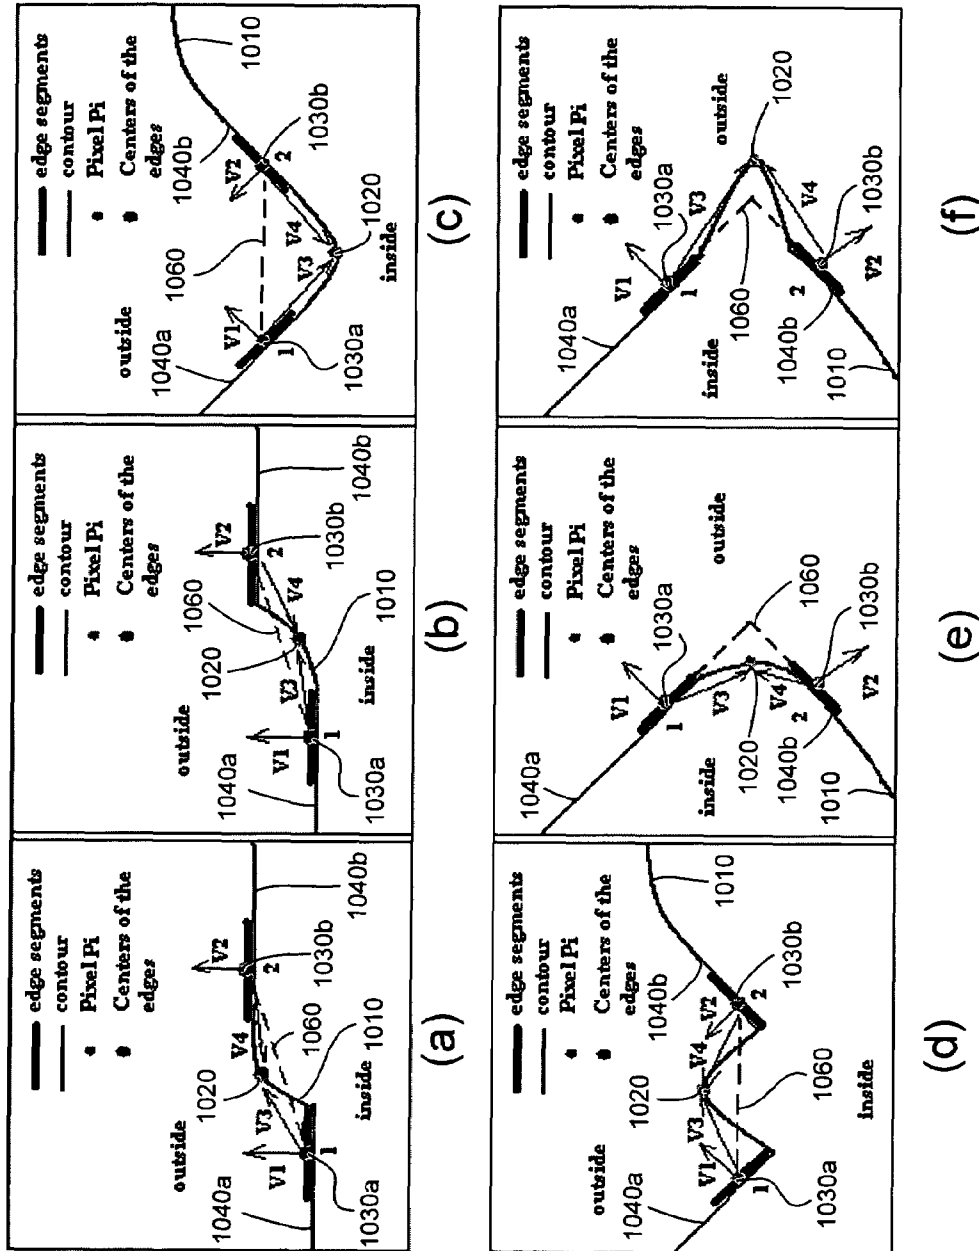 edge segments
contour
Pixel Pi
Centers of the
edges
outside
V1
V2
V3
V4
1
2
1040a
1040b
1020
1030a
1030b
1060
1010
inside
(a)
edge segments
contour
Pixel Pi
Centers of the
edges
outside
V1
V2
V3
V4
1
2
1040a
1040b
1060
1020
1030a
1030b
1010
inside
(b)
edge segments
contour
Pixel Pi
Centers of the
edges
outside
1010
1040a
1040b
V1
V2
V3
V4
1
2
1060
1030a
1030b
1020
inside
(c)
edge segments
contour
Pixel Pi
Centers of the
edges
outside
1010
1040a
1040b
1020
V1
V2
V3
V4
1
2
1030a
1030b
1060
inside
(d)
edge segments
contour
Pixel Pi
Centers of the
edges
1040a
V1
1030a
outside
1
V3
1060
inside
1020
V4
2
1030b
V2
1040b
1010
(e)
edge segments
contour
Pixel Pi
Centers of the
edges
1040a
V1
1030a
outside
1
V3
1020
1060
inside
V4
2
1030b
V2
1040b
1010
(f)